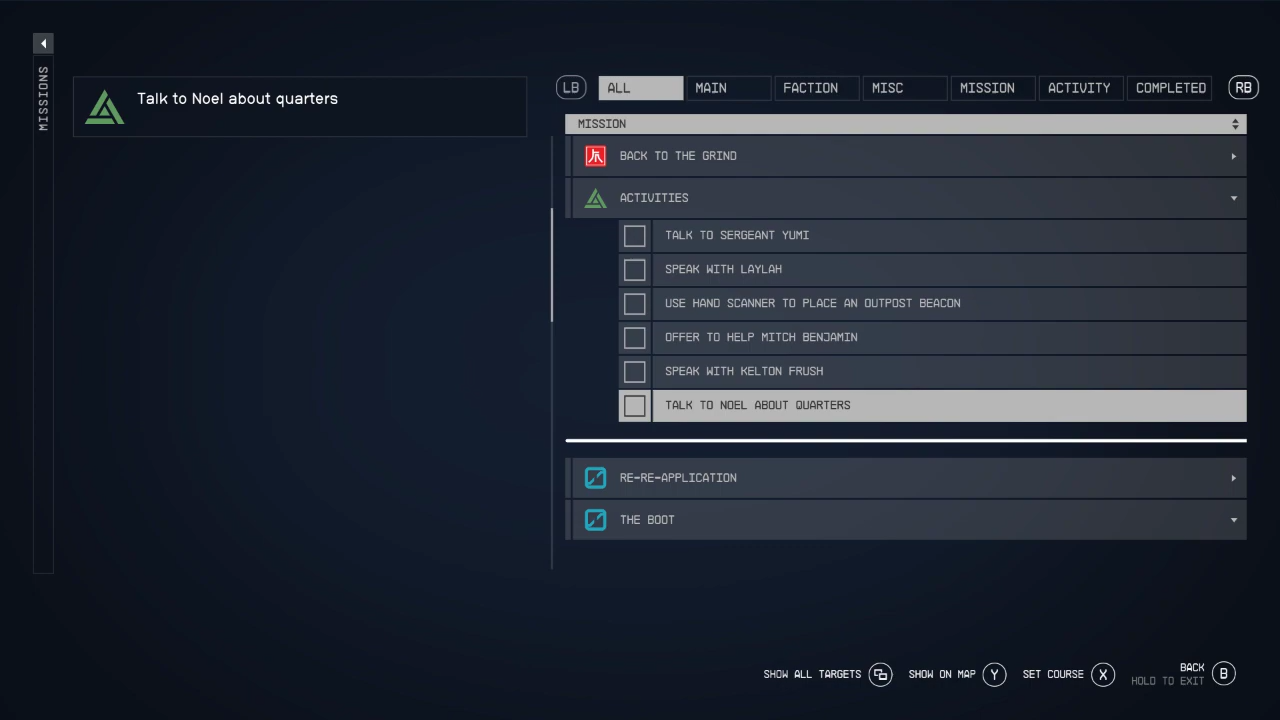 MISSIONS
Talk to Noel about quarters
LB ALL MAIN FACTION MISC MISSION ACTIVITY COMPLETED RB
MISSION
BACK TO THE GRIND
ACTIVITIES
TALK TO SERGEANT YUMI
SPEAK WITH LAYLAH
USE HAND SCANNER TO PLACE AN OUTPOST BEACON
OFFER TO HELP MITCH BENJAMIN
SPEAK WITH KELTON FRUSH
TALK TO NOEL ABOUT QUARTERS
RE-RE-APPLICATION
THE BOOT
SHOW ALL TARGETS SHOW ON MAP Y SET COURSE X BACK B
HOLD TO EXIT